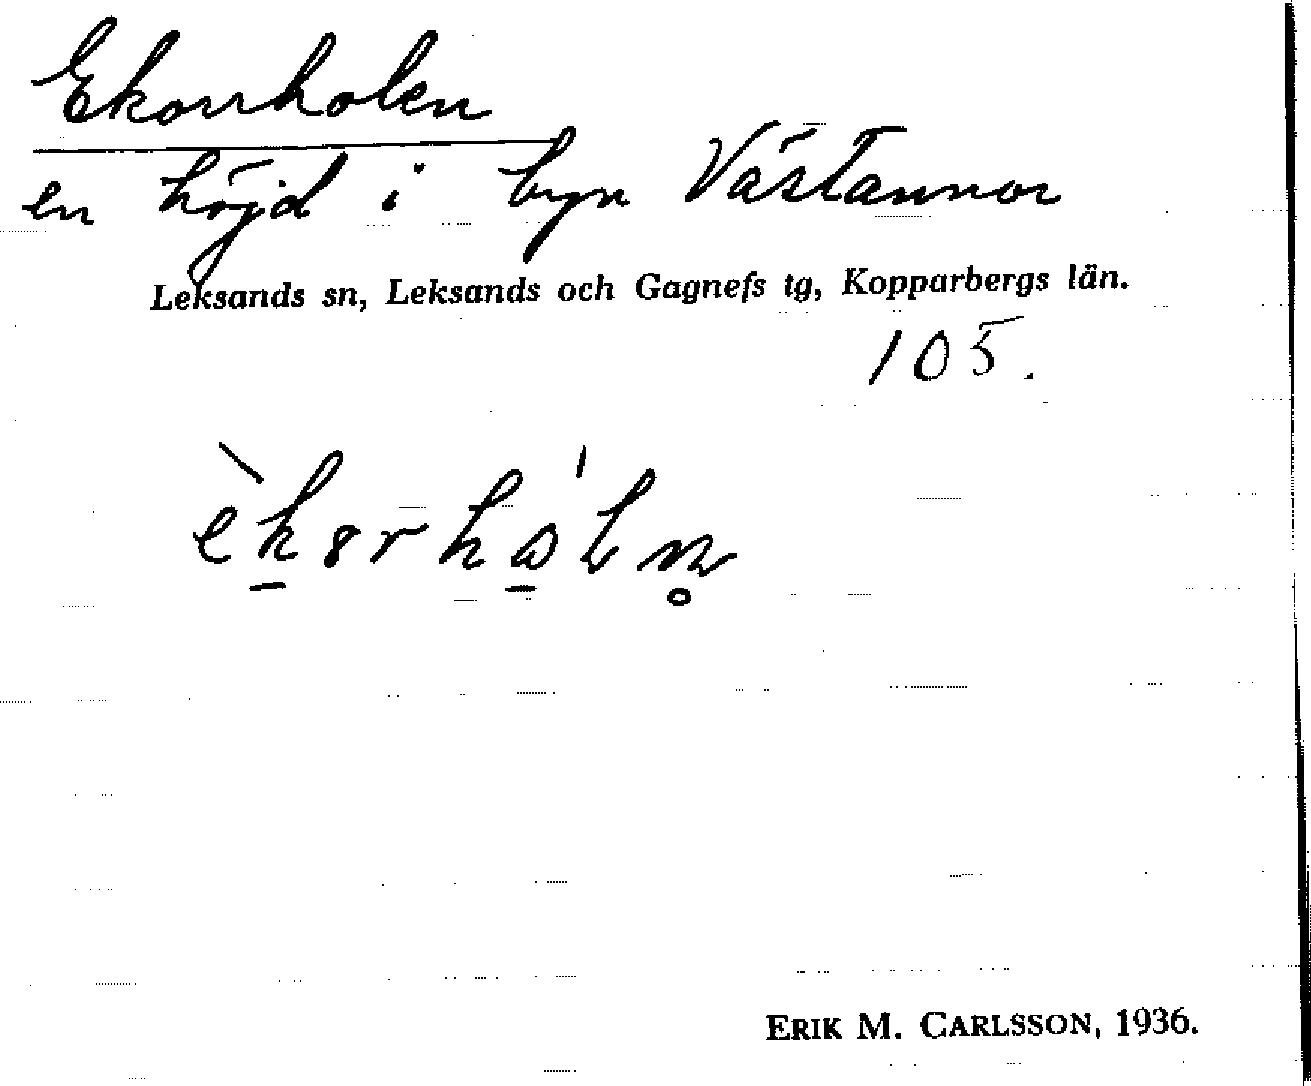 Ekorrholen
en höjd i byn Västannor
Leksands sn, Leksands och Gagnefs tg, Kopparbergs län.
105.
ERIK M. CARLSSON, 1936.